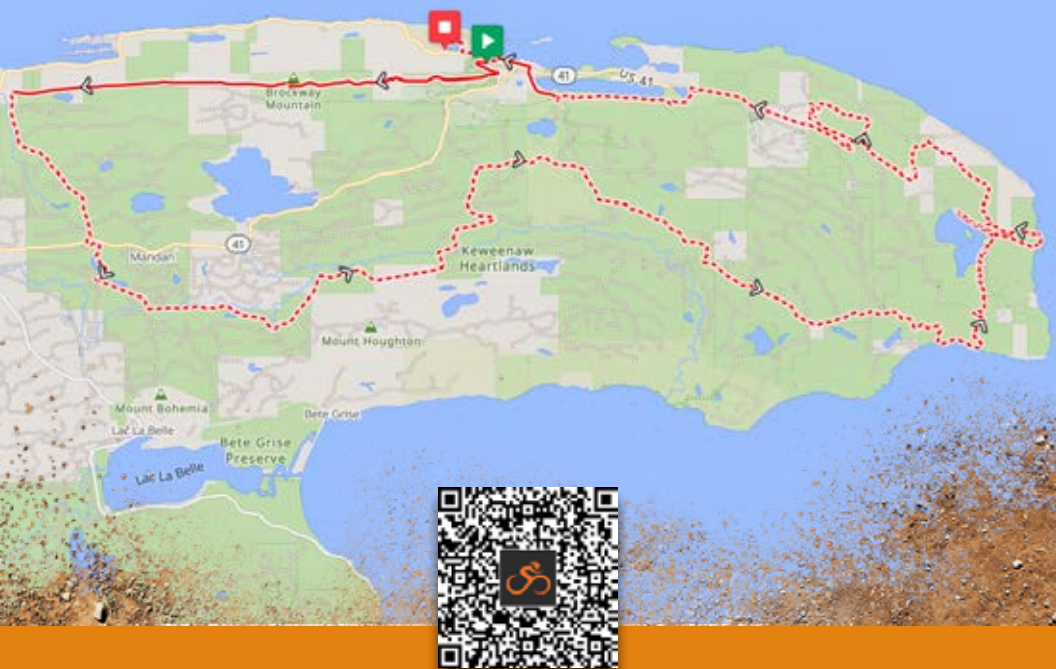 41
US 41
Brockway
Mountain
41
Mandan
Keweenaw
Heartlands
Mount Houghton
Mount Bohemia
Bete Grise
Lac La Belle
Bete Grise
Preserve
Lac La Belle